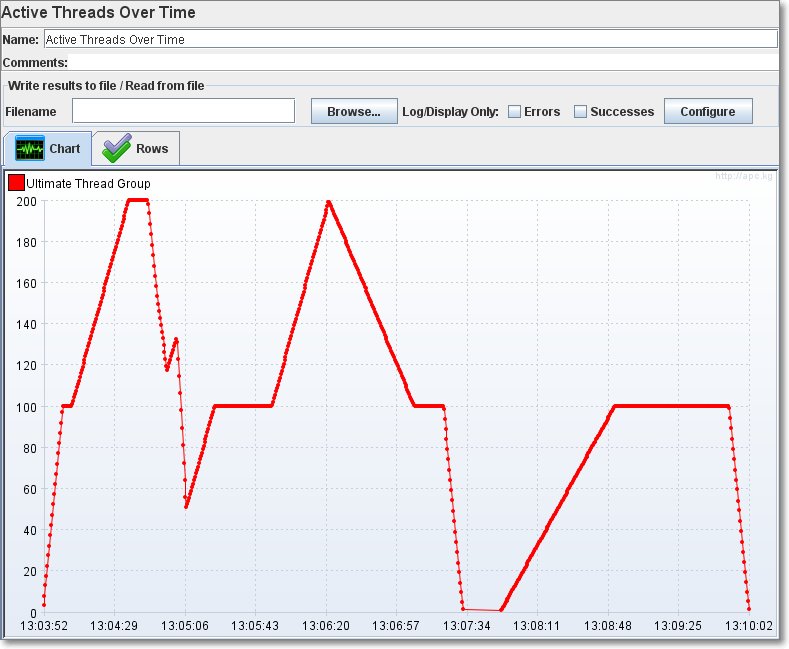 Active Threads Over Time
Name: Active Threads Over Time
Comments:
Write results to file / Read from file
Filename Browse... Log/Display Only: Errors Successes Configure
Chart Rows
http://apc.kg
Ultimate Thread Group
200
180
160
140
120
100
80
60
40
20
0
13:03:52 13:04:29 13:05:06 13:05:43 13:06:20 13:06:57 13:07:34 13:08:11 13:08:48 13:09:25 13:10:02